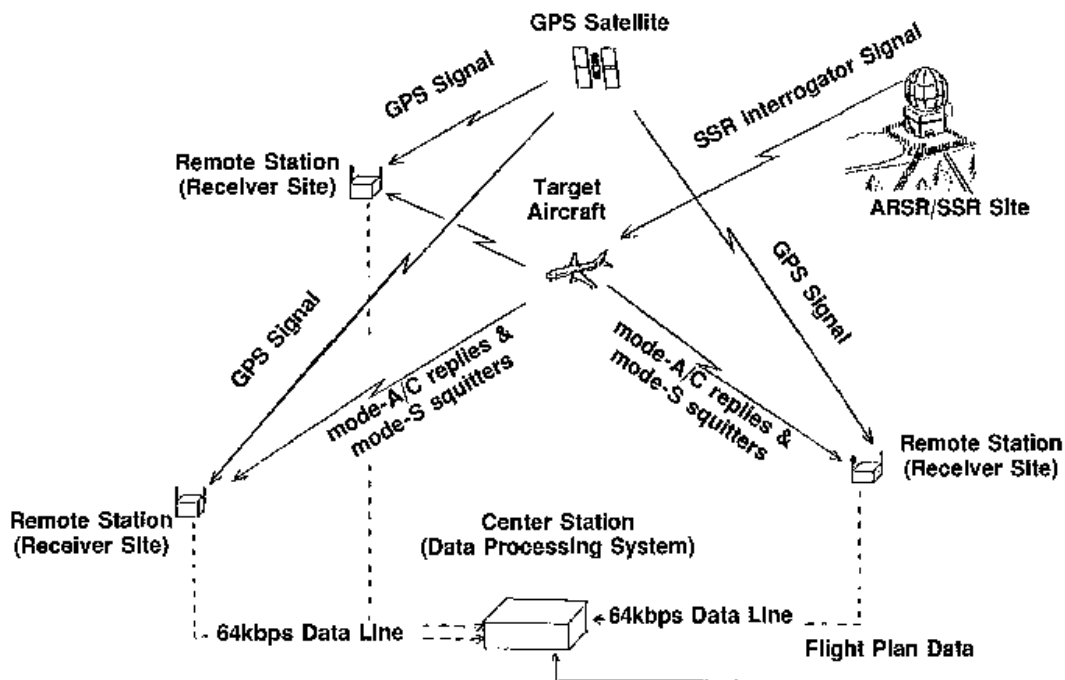 GPS Satellite
GPS Signal
SSR Interrogator Signal
Remote Station
(Receiver Site)
Target
Aircraft
ARSR/SSR Site
GPS Signal
GPS Signal
mode-A/C replies &
mode-S squitters
mode-A/C replies &
mode-S squitters
Remote Station
(Receiver Site)
Remote Station
(Receiver Site)
Center Station
(Data Processing System)
64kbps Data Line
64kbps Data Line
Flight Plan Data